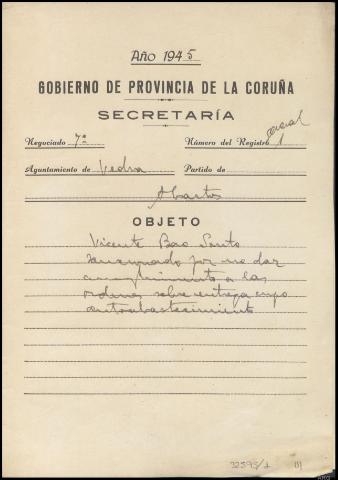 Año 1945
GOBIERNO DE PROVINCIA DE LA CORUÑA
SECRETARÍA
Negociado 7º Número del Registro
Ayuntamiento de Vedra Partido de
Abastos
OBJETO
Vicente Bao Souto
sancionado por no dar
cumplimiento a las
ordenes sobre entrega cupo
autoabastecimiento
32595/1